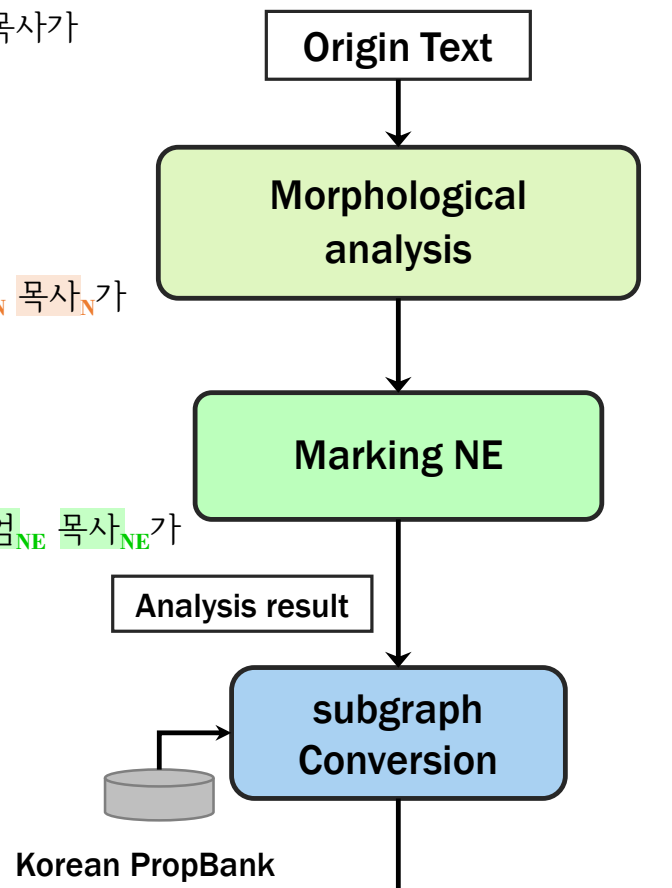 목사가
Origin Text
Morphological
analysis
N 목사N가
Marking NE
NE 목사NE가
Analysis result
subgraph
Conversion
Korean PropBank